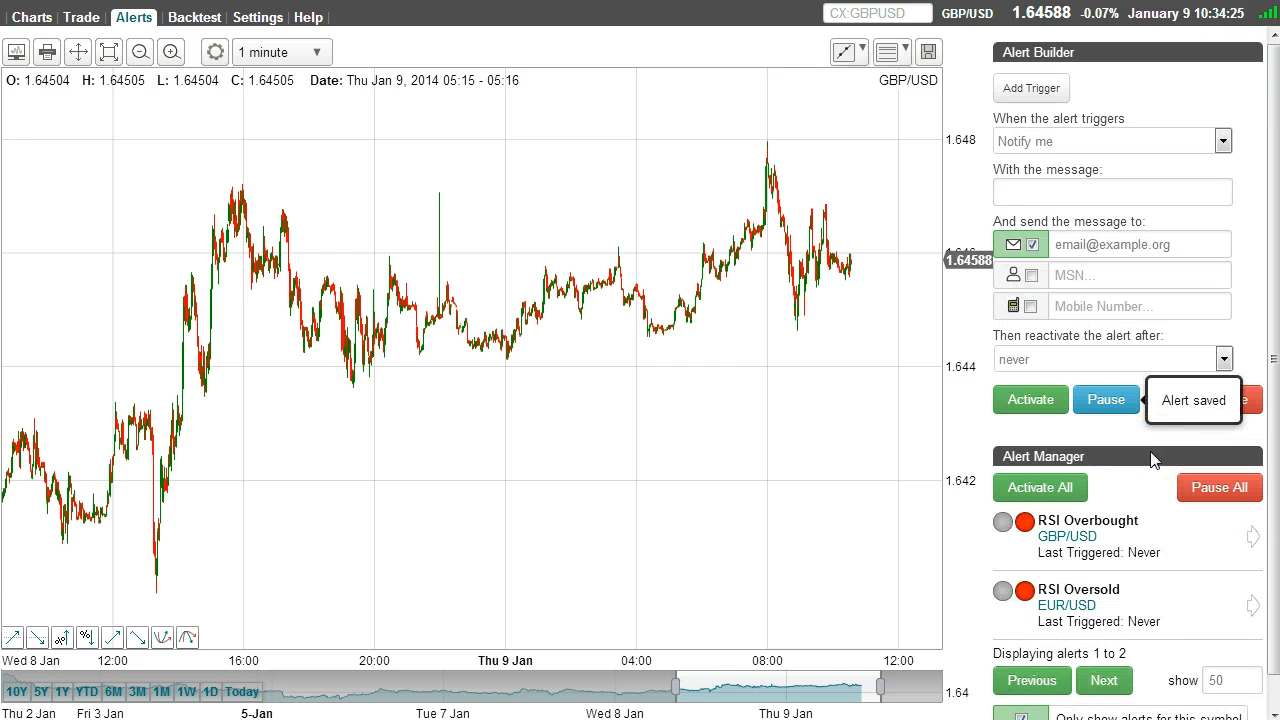 Charts Trade Alerts Backtest Settings Help CX:GBPUSD GBP/USD 1.64588 -0.07% January 9 10:34:25
1 minute
O: 1.64504 H: 1.64505 L: 1.64504 C: 1.64505 Date: Thu Jan 9, 2014 05:15 - 05:16 GBP/USD
1.648
1.64588
1.644
1.642
1.64
Wed 8 Jan 12:00 16:00 20:00 Thu 9 Jan 04:00 08:00 12:00
10Y 5Y 1Y YTD 6M 3M 1M 1W 1D Today
Thu 2 Jan Fri 3 Jan 5-Jan Tue 7 Jan Wed 8 Jan Thu 9 Jan
Alert Builder
Add Trigger
When the alert triggers
Notify me
With the message:
And send the message to:
email@example.org
MSN...
Mobile Number...
Then reactivate the alert after:
never
Activate Pause Alert saved
Alert Manager
Activate All Pause All
RSI Overbought
GBP/USD
Last Triggered: Never
RSI Oversold
EUR/USD
Last Triggered: Never
Displaying alerts 1 to 2
Previous Next show 50
Only show alerts for this symbol